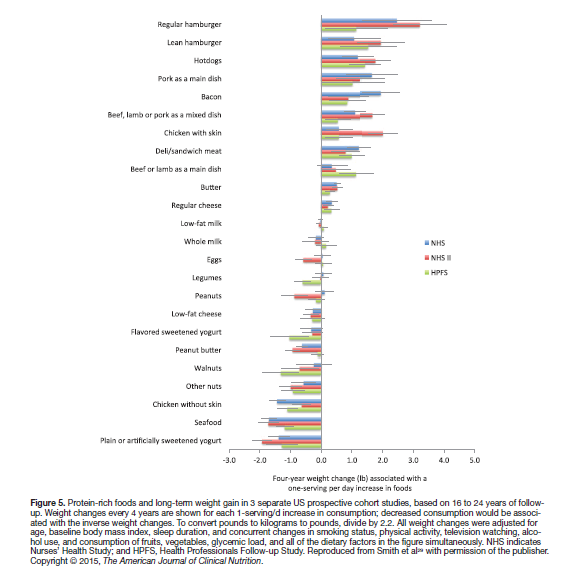 Regular hamburger
Lean hamburger
Hotdogs
Pork as a main dish
Bacon
Beef, lamb or pork as a mixed dish
Chicken with skin
Deli/sandwich meat
Beef or lamb as a main dish
Butter
Regular cheese
Low-fat milk
Whole milk
Eggs
Legumes
Peanuts
Low-fat cheese
Flavored sweetened yogurt
Peanut butter
Walnuts
Other nuts
Chicken without skin
Seafood
Plain or artificially sweetened yogurt
NHS
NHS II
HPFS
-3.0 -2.0 -1.0 0.0 1.0 2.0 3.0 4.0 5.0
Four-year weight change (lb) associated with a
one-serving per day increase in foods
Figure 5. Protein-rich foods and long-term weight gain in 3 separate US prospective cohort studies, based on 16 to 24 years of follow-
up. Weight changes every 4 years are shown for each 1-serving/d increase in consumption; decreased consumption would be associ-
ated with the inverse weight changes. To convert pounds to kilograms to pounds, divide by 2.2. All weight changes were adjusted for
age, baseline body mass index, sleep duration, and concurrent changes in smoking status, physical activity, television watching, alco-
hol use, and consumption of fruits, vegetables, glycemic load, and all of the dietary factors in the figure simultaneously. NHS indicates
Nurses' Health Study; and HPFS, Health Professionals Follow-up Study. Reproduced from Smith et al with permission of the publisher.
Copyright © 2015, The American Journal of Clinical Nutrition.